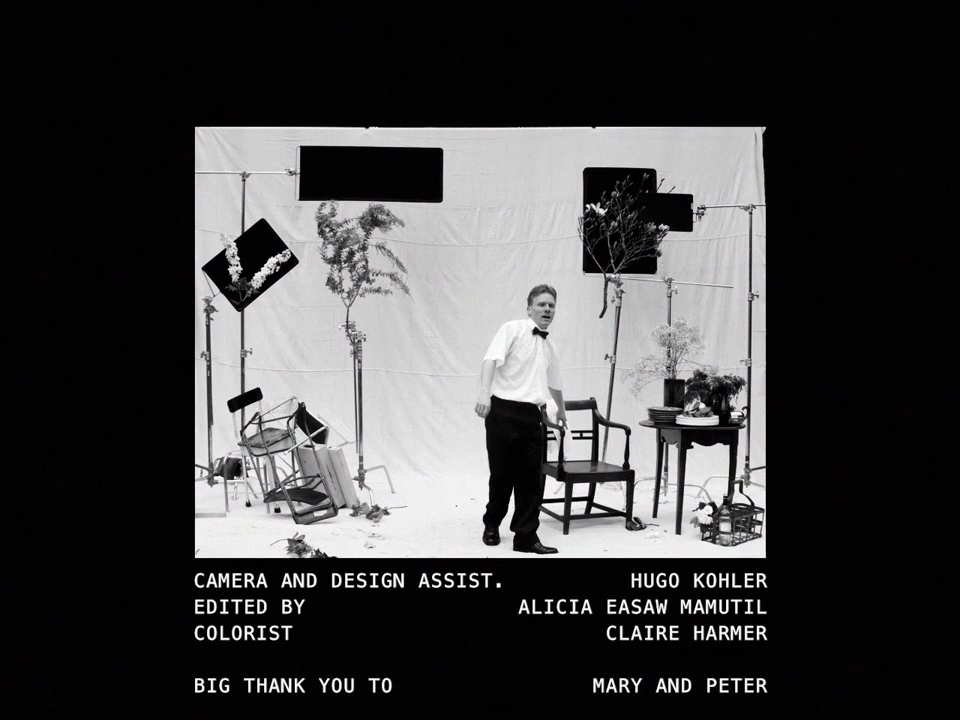 CAMERA AND DESIGN ASSIST. HUGO KOHLER
EDITED BY ALICIA EASAW MAMUTIL
COLORIST CLAIRE HARMER
BIG THANK YOU TO MARY AND PETER